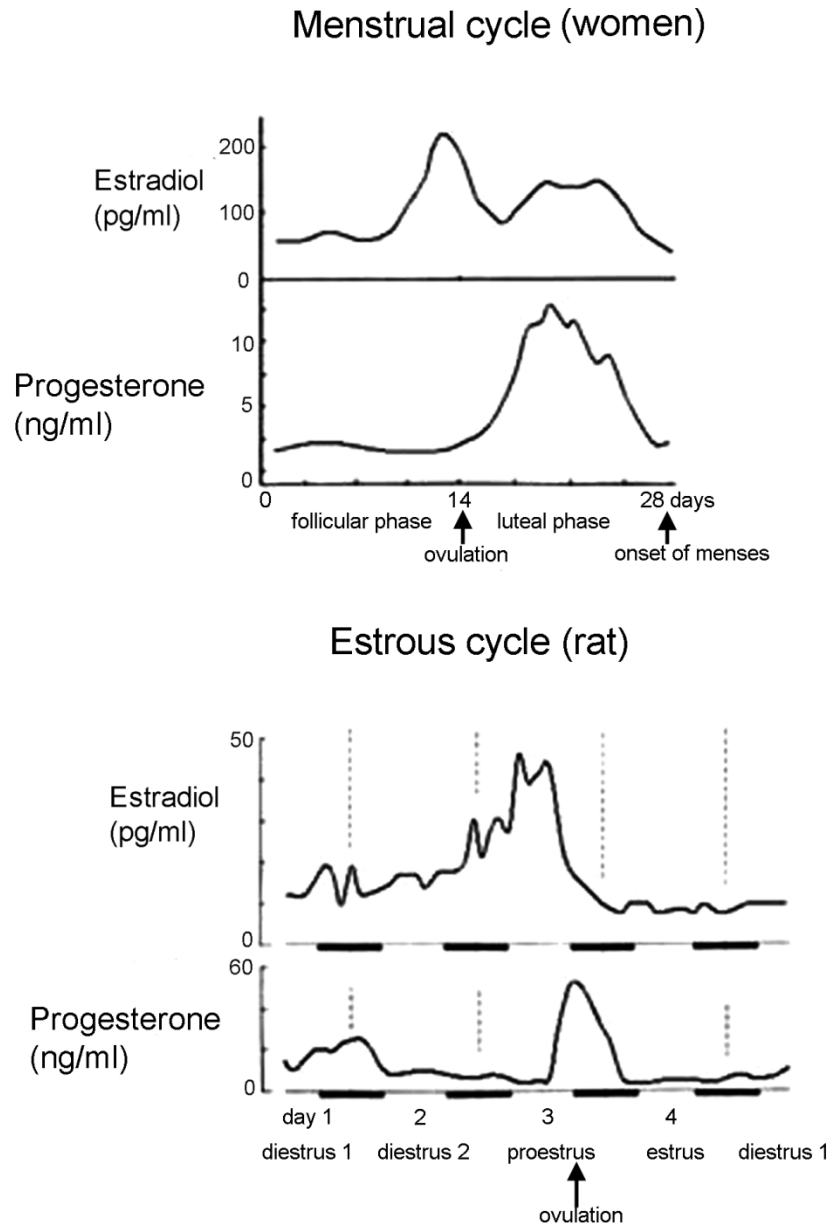 Menstrual cycle (women)
Estradiol
(pg/ml)
200
100
0
Progesterone
(ng/ml)
10
5
0
0 14 28 days
follicular phase luteal phase
ovulation onset of menses
Estrous cycle (rat)
Estradiol
(pg/ml)
50
0
Progesterone
(ng/ml)
60
0
day 1 2 3 4
diestrus 1 diestrus 2 proestrus estrus diestrus 1
ovulation